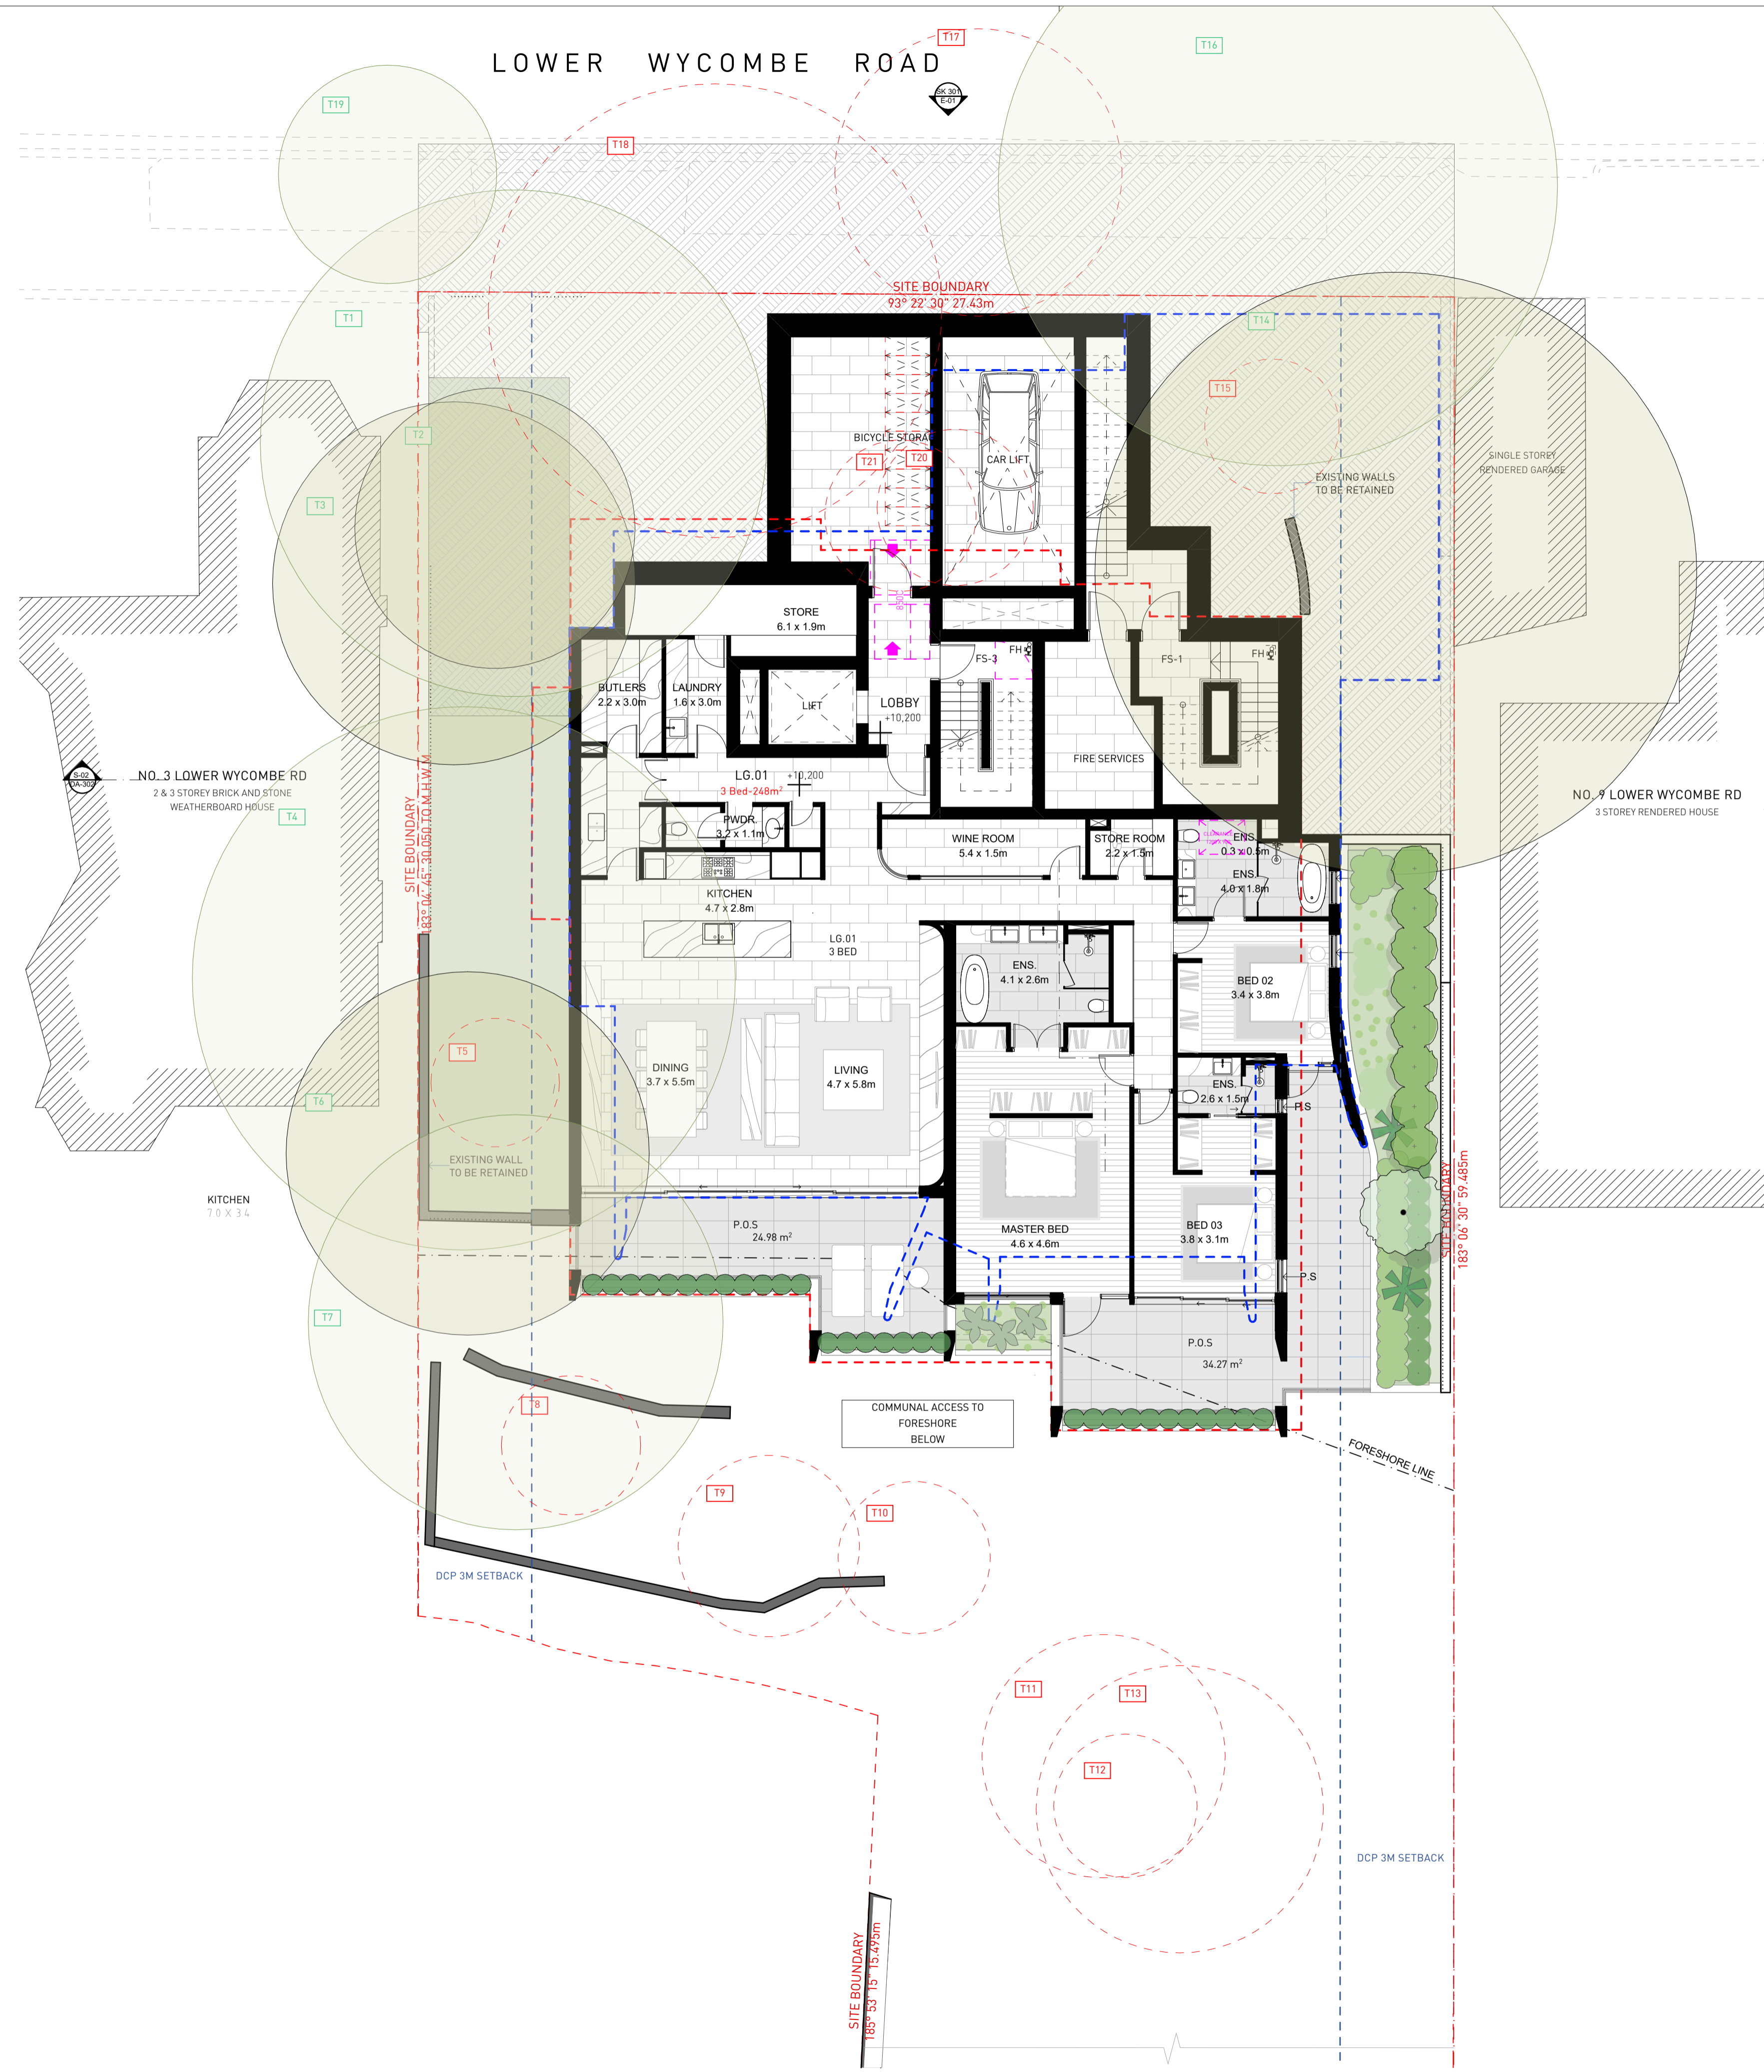 T17
T16
LOWER WYCOMBE ROAD
SK 301
E-01
T19
T18
SITE BOUNDARY
93° 22' 30" 27.43m
T1
T14
T15
T2
BICYCLE STORA
T21
T20
CAR LIFT
SINGLE STOREY
RENDERED GARAGE
EXISTING WALLS
TO BE RETAINED
T3
STORE
6.1 x 1.9m
FH
FS-3
FS-1
FH
BUTLERS
2.2 x 3.0m
LAUNDRY
1.6 x 3.0m
LIFT
LOBBY
+10,200
FIRE SERVICES
S-02
DA-302
NO. 3 LOWER WYCOMBE RD
2 & 3 STOREY BRICK AND STONE
WEATHERBOARD HOUSE
LG.01
3 Bed-248m²
+10,200
NO. 9 LOWER WYCOMBE RD
3 STOREY RENDERED HOUSE
T4
PWDR.
3.2 x 1.1m
WINE ROOM
5.4 x 1.5m
STORE ROOM
2.2 x 1.5m
ENS.
0.3 x 0.5m
CLEARANCE
ENS.
4.0 x 1.8m
SITE BOUNDARY
183° 04' 45" 30.050 TO M.H.W.M
KITCHEN
4.7 x 2.8m
LG.01
3 BED
ENS.
4.1 x 2.6m
BED 02
3.4 x 3.8m
T5
DINING
3.7 x 5.5m
LIVING
4.7 x 5.8m
ENS.
2.6 x 1.5m
P.S
T6
EXISTING WALL
TO BE RETAINED
KITCHEN
7.0 X 3.4
P.O.S
24.98 m²
MASTER BED
4.6 x 4.6m
BED 03
3.8 x 3.1m
P.S
SITE BOUNDARY
183° 06' 30" 59.485m
T7
P.O.S
34.27 m²
T8
COMMUNAL ACCESS TO
FORESHORE
BELOW
FORESHORE LINE
T9
T10
DCP 3M SETBACK
T11
T13
T12
DCP 3M SETBACK
SITE BOUNDARY
185° 53' 15" 15.495m